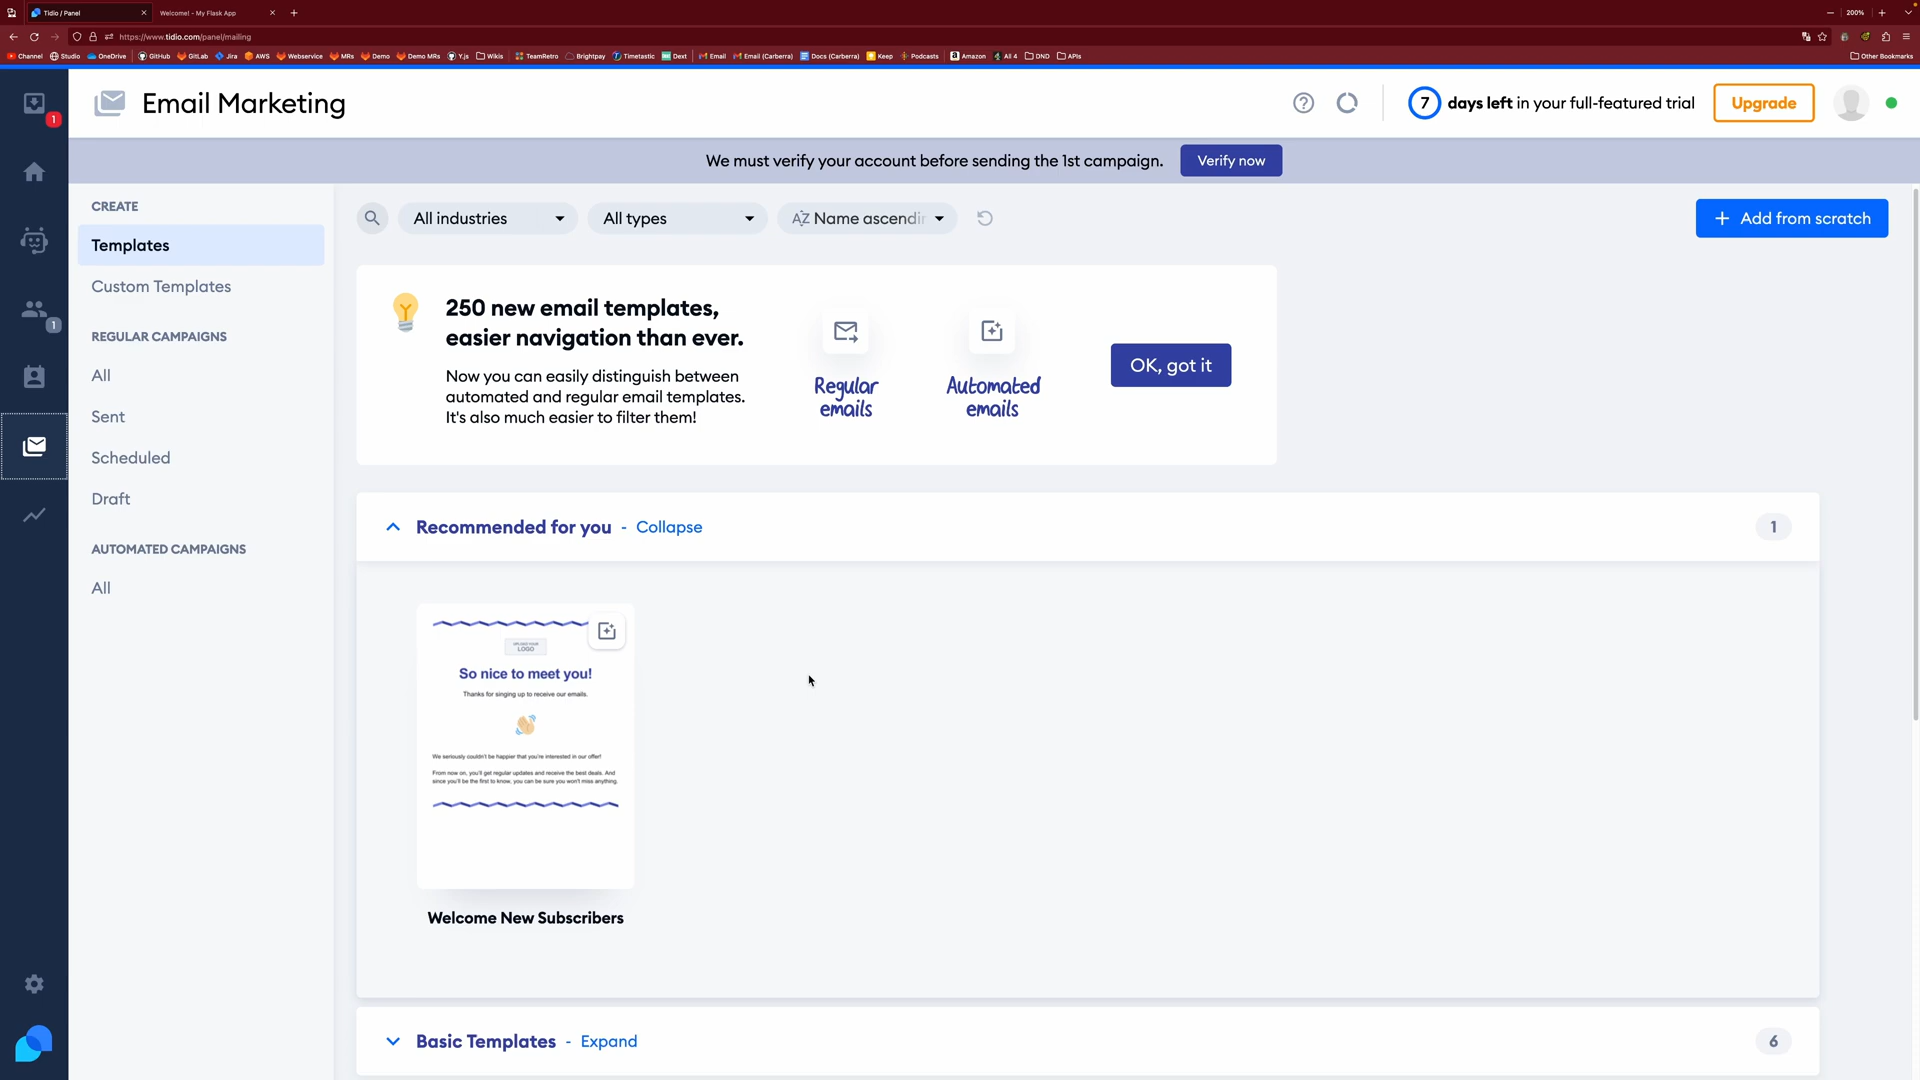 Tidio / Panel
Welcome! - My Flask App
200%
https://www.tidio.com/panel/mailing
Channel
Studio
OneDrive
GitHub
GitLab
Jira
AWS
Webservice
MRs
Demo
Demo MRs
Y.js
Wikis
TeamRetro
Brightpay
Timetastic
Dext
Email
Email (Carberra)
Docs (Carberra)
Keep
Podcasts
Amazon
All 4
DND
APIs
Other Bookmarks
1
Email Marketing
7 days left in your full-featured trial
Upgrade
We must verify your account before sending the 1st campaign.
Verify now
CREATE
Templates
Custom Templates
1
REGULAR CAMPAIGNS
All
Sent
Scheduled
Draft
AUTOMATED CAMPAIGNS
All
All industries
All types
AZ Name ascendin
+ Add from scratch
250 new email templates,
easier navigation than ever.
Now you can easily distinguish between
automated and regular email templates.
It's also much easier to filter them!
Regular
emails
Automated
emails
OK, got it
Recommended for you - Collapse
1
UPLOAD YOUR
LOGO
So nice to meet you!
Thanks for singing up to receive our emails.
We seriously couldn't be happier that you're interested in our offer!
From now on, you'll get regular updates and receive the best deals. And
since you'll be the first to know, you can be sure you won't miss anything.
Welcome New Subscribers
Basic Templates - Expand
6